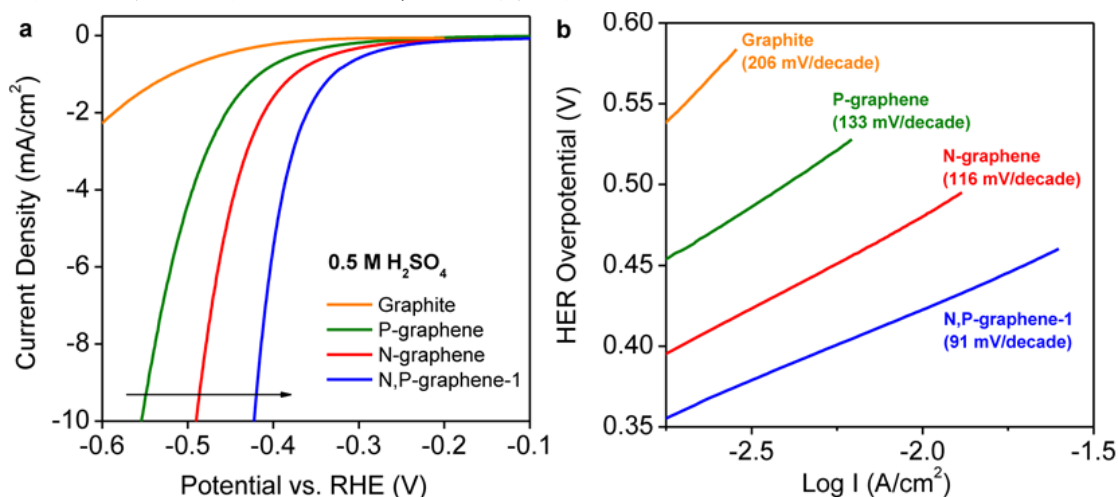 a
0
-2
-4
-6
-8
-10
Current Density (mA/cm²)
0.5 M H₂SO₄
Graphite
P-graphene
N-graphene
N,P-graphene-1
-0.6
-0.5
-0.4
-0.3
-0.2
-0.1
Potential vs. RHE (V)
b
0.60
0.55
0.50
0.45
0.40
0.35
HER Overpotential (V)
Graphite
(206 mV/decade)
P-graphene
(133 mV/decade)
N-graphene
(116 mV/decade)
N,P-graphene-1
(91 mV/decade)
-2.5
-2.0
-1.5
Log I (A/cm²)